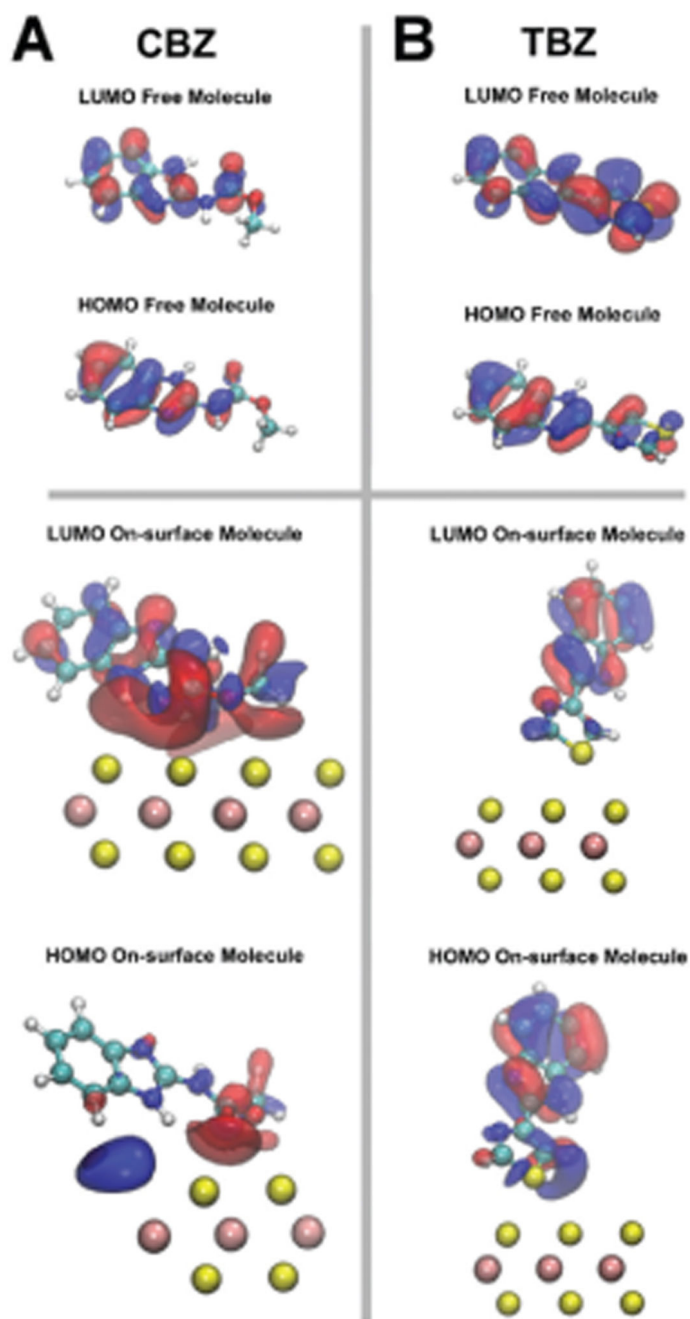 A CBZ
LUMO Free Molecule
HOMO Free Molecule
LUMO On-surface Molecule
HOMO On-surface Molecule
B TBZ
LUMO Free Molecule
HOMO Free Molecule
LUMO On-surface Molecule
HOMO On-surface Molecule